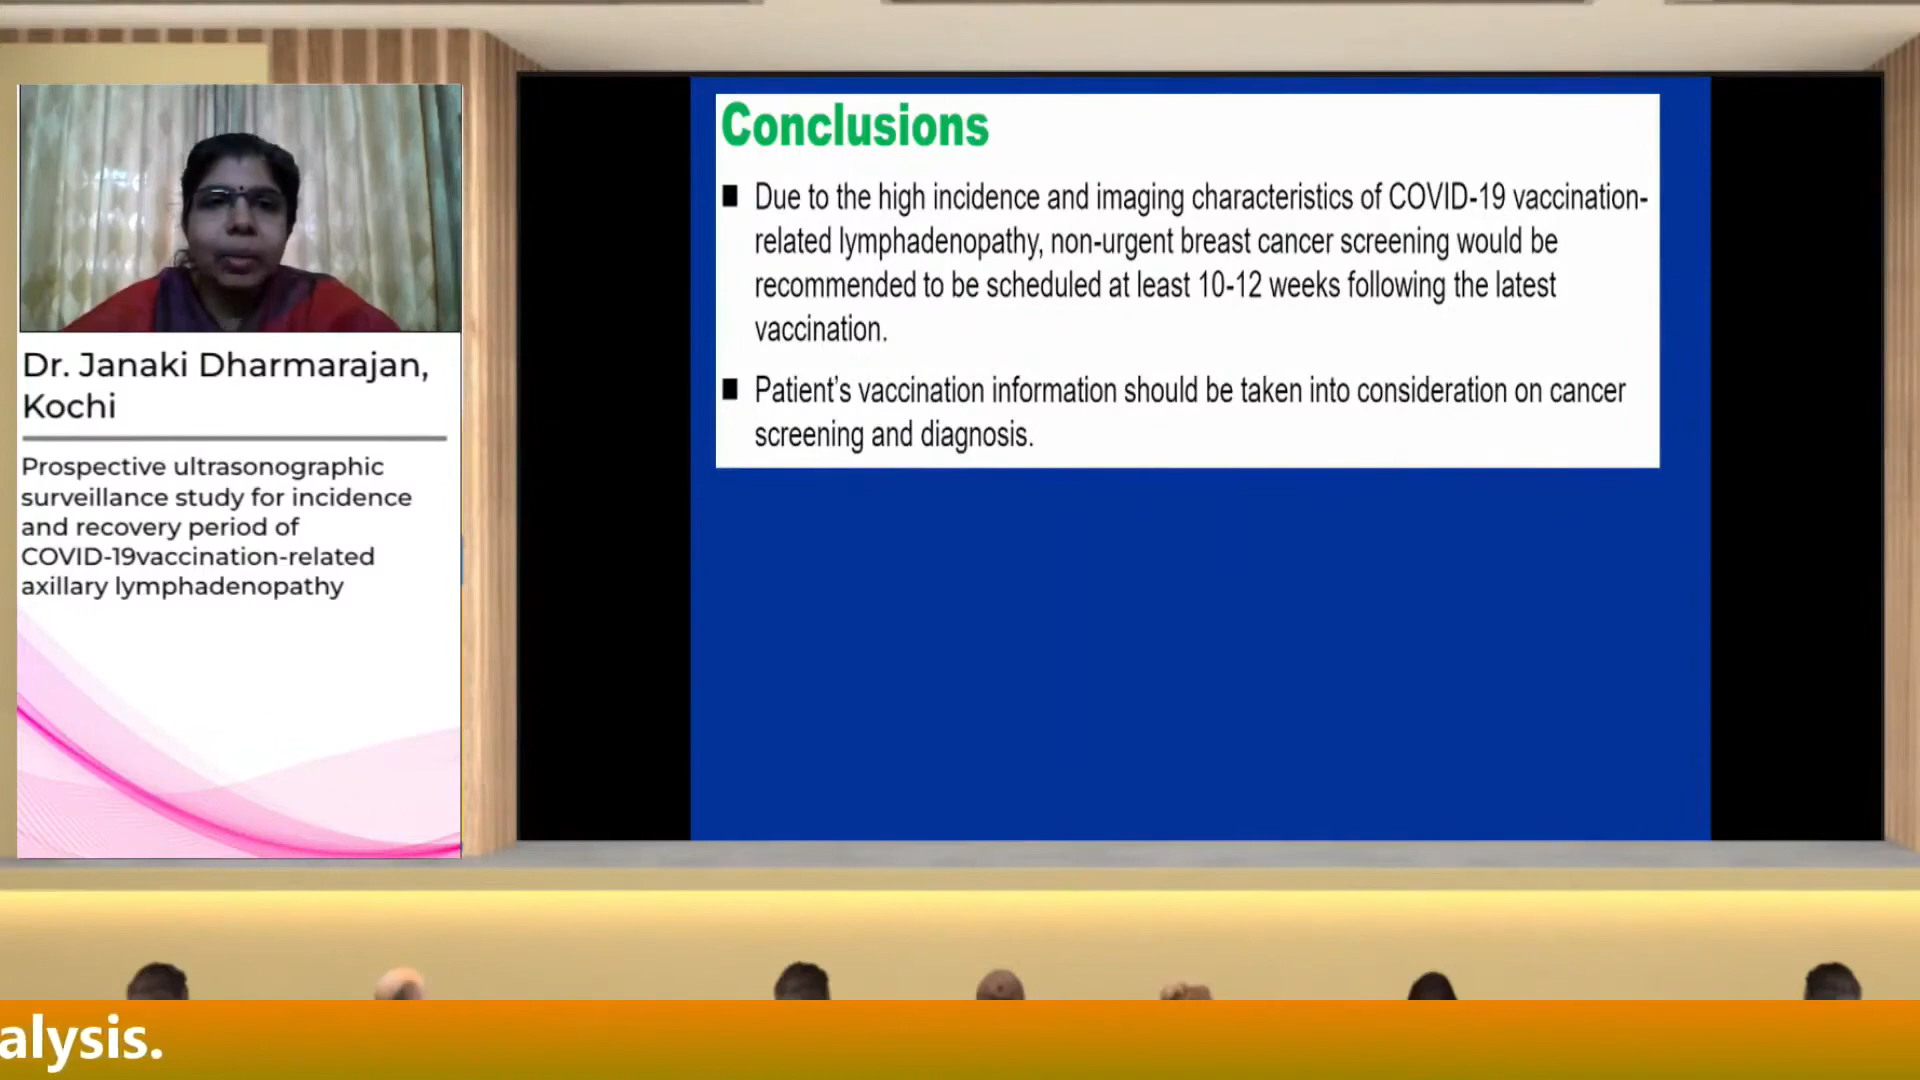 Dr. Janaki Dharmarajan,
Kochi
Prospective ultrasonographic
surveillance study for incidence
and recovery period of
COVID-19vaccination-related
axillary lymphadenopathy
Conclusions
Due to the high incidence and imaging characteristics of COVID-19 vaccination-
related lymphadenopathy, non-urgent breast cancer screening would be
recommended to be scheduled at least 10-12 weeks following the latest
vaccination.
Patient's vaccination information should be taken into consideration on cancer
screening and diagnosis.
alysis.